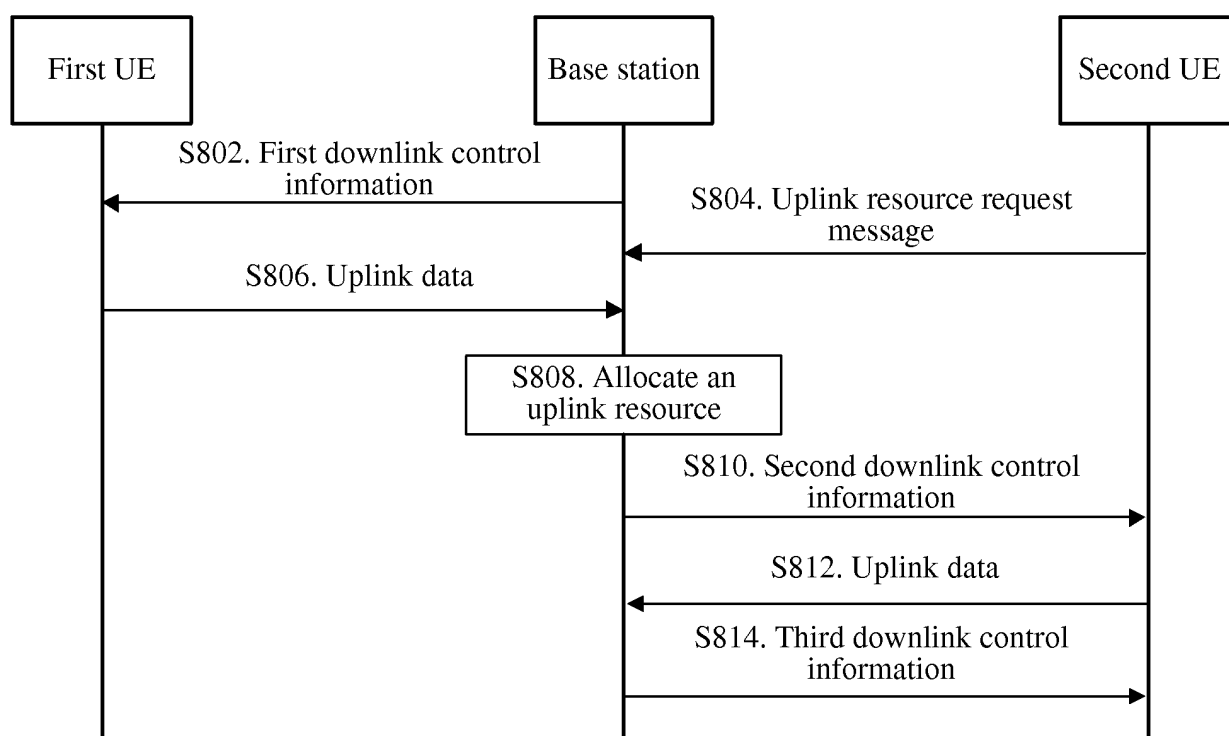 First UE
Base station
Second UE
S802. First downlink control
information
S804. Uplink resource request
message
S806. Uplink data
S808. Allocate an
uplink resource
S810. Second downlink control
information
S812. Uplink data
S814. Third downlink control
information